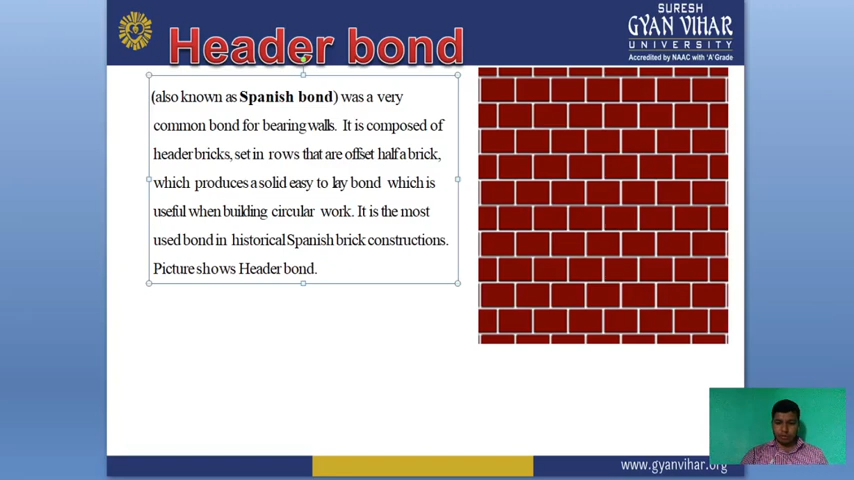 SURESH
GYAN VIHAR
UNIVERSITY
Accredited by NAAC with 'A' Grade
Header bond
(also known as Spanish bond) was a very
common bond for bearing walls. It is composed of
header bricks, set in rows that are offset half a brick,
which produces a solid easy to lay bond which is
useful when building circular work. It is the most
used bond in historical Spanish brick constructions.
Picture shows Header bond.
www.gyanvihar.org